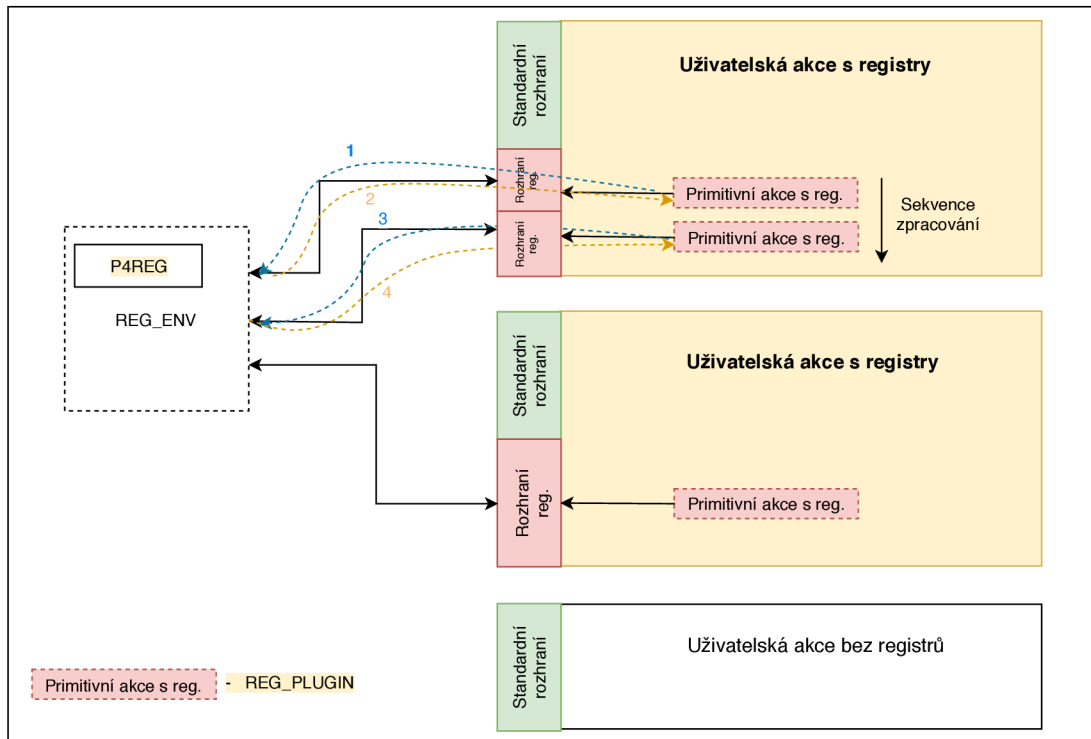 Standardní
rozhraní
Uživatelská akce s registry
1
Rozhraní
reg.
2
Primitivní akce s reg.
Sekvence
zpracování
3
Rozhraní
reg.
Primitivní akce s reg.
P4REG
4
REG_ENV
Standardní
rozhraní
Uživatelská akce s registry
Rozhraní
reg.
Primitivní akce s reg.
Standardní
rozhraní
Uživatelská akce bez registrů
Primitivní akce s reg. - REG_PLUGIN